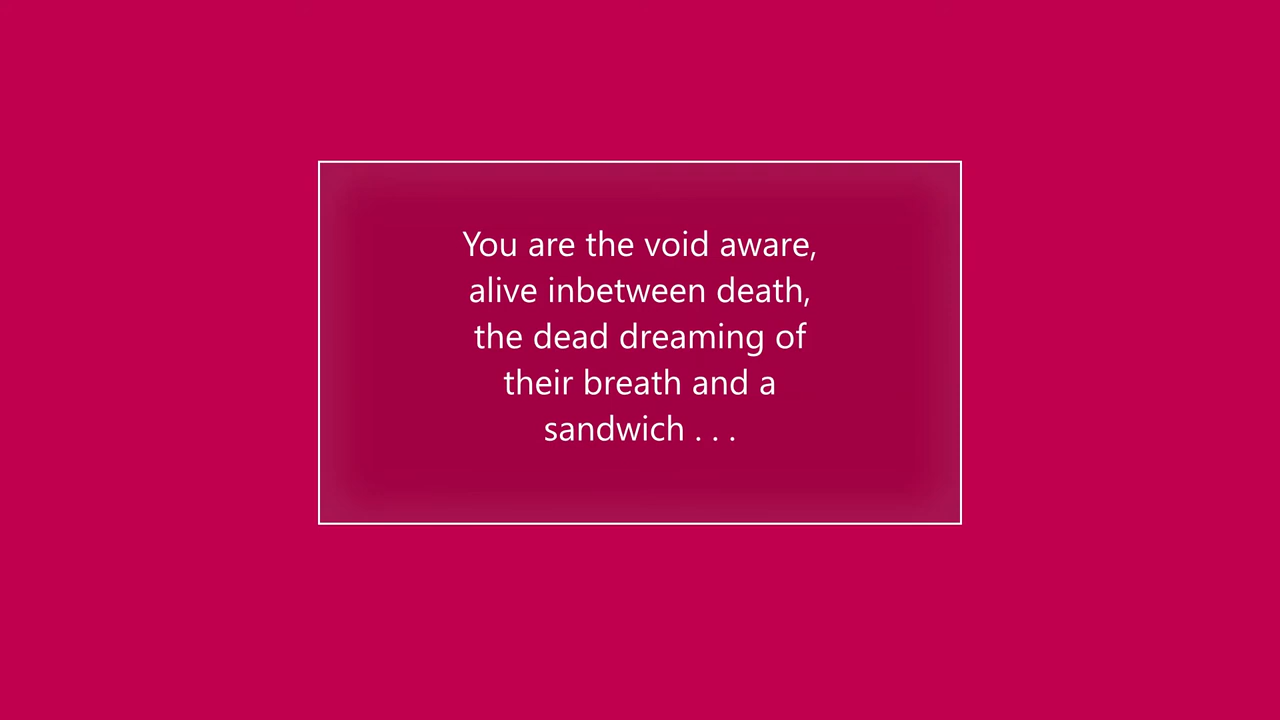 You are the void aware,
alive inbetween death,
the dead dreaming of
their breath and a
sandwich . . .